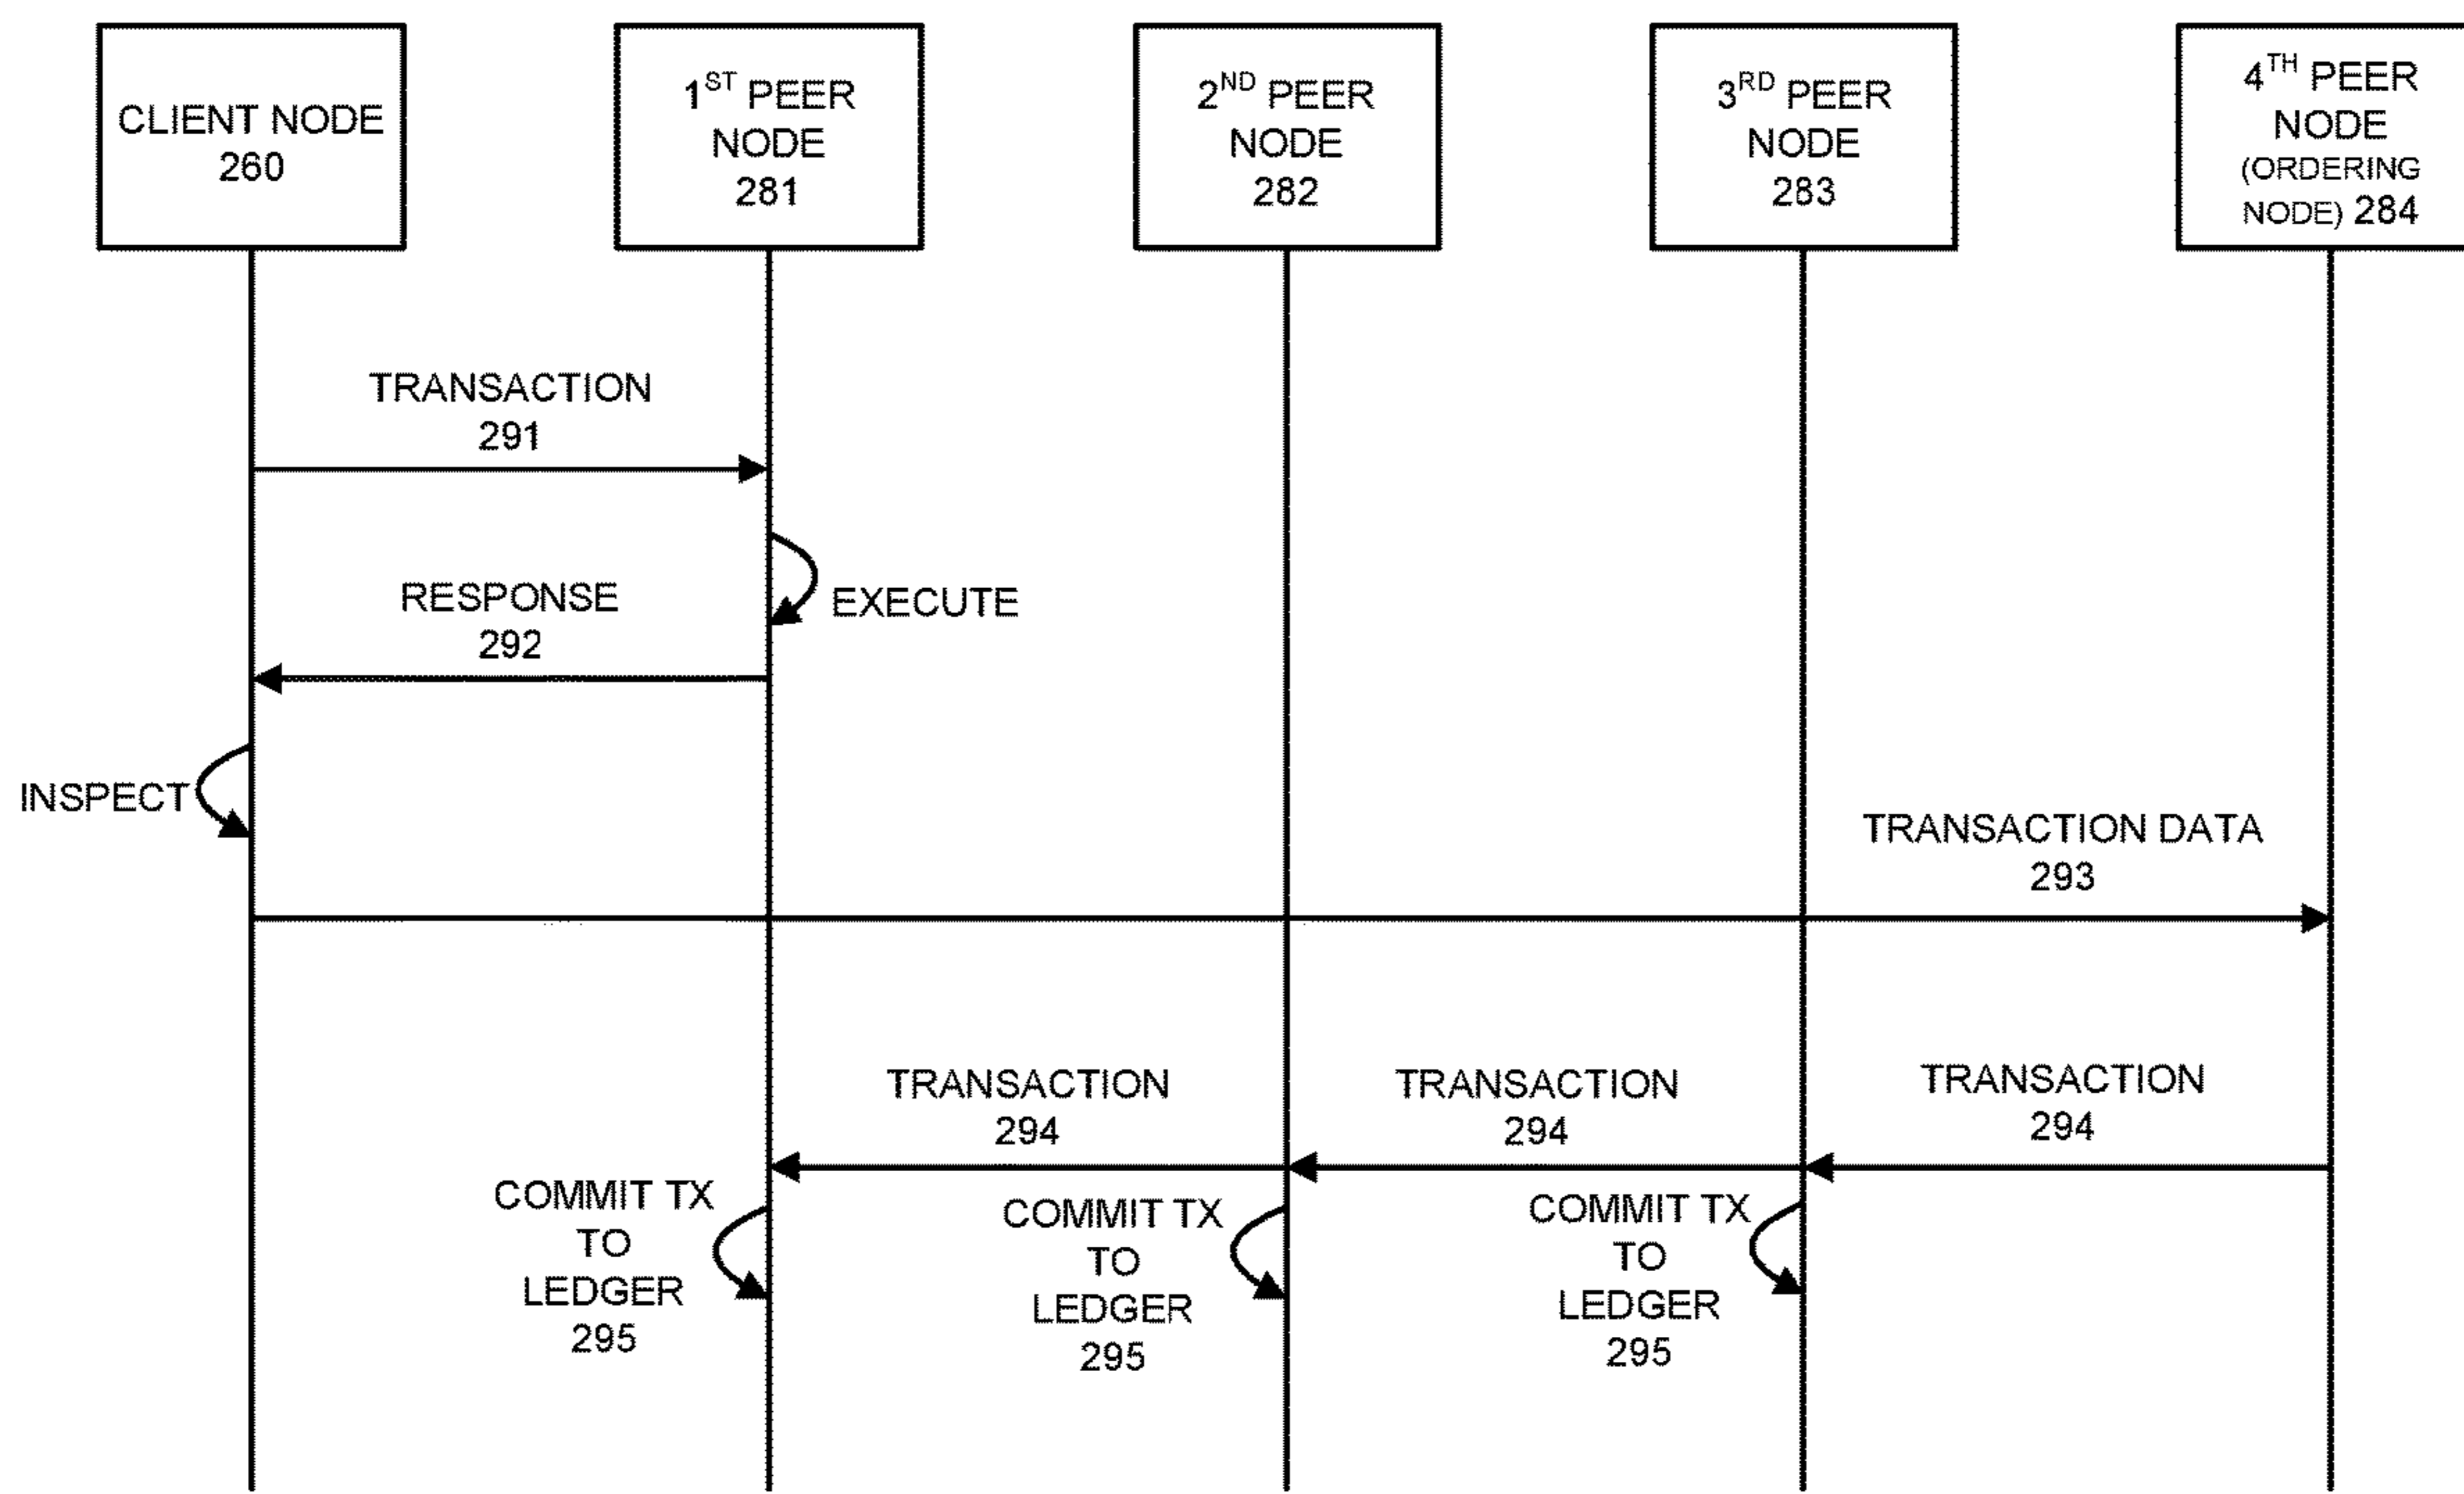 CLIENT NODE
260
1ST PEER
NODE
281
2ND PEER
NODE
282
3RD PEER
NODE
283
4TH PEER
NODE
(ORDERING
NODE) 284
TRANSACTION
291
EXECUTE
RESPONSE
292
INSPECT
TRANSACTION DATA
293
TRANSACTION
294
TRANSACTION
294
TRANSACTION
294
COMMIT TX
TO
LEDGER
295
COMMIT TX
TO
LEDGER
295
COMMIT TX
TO
LEDGER
295